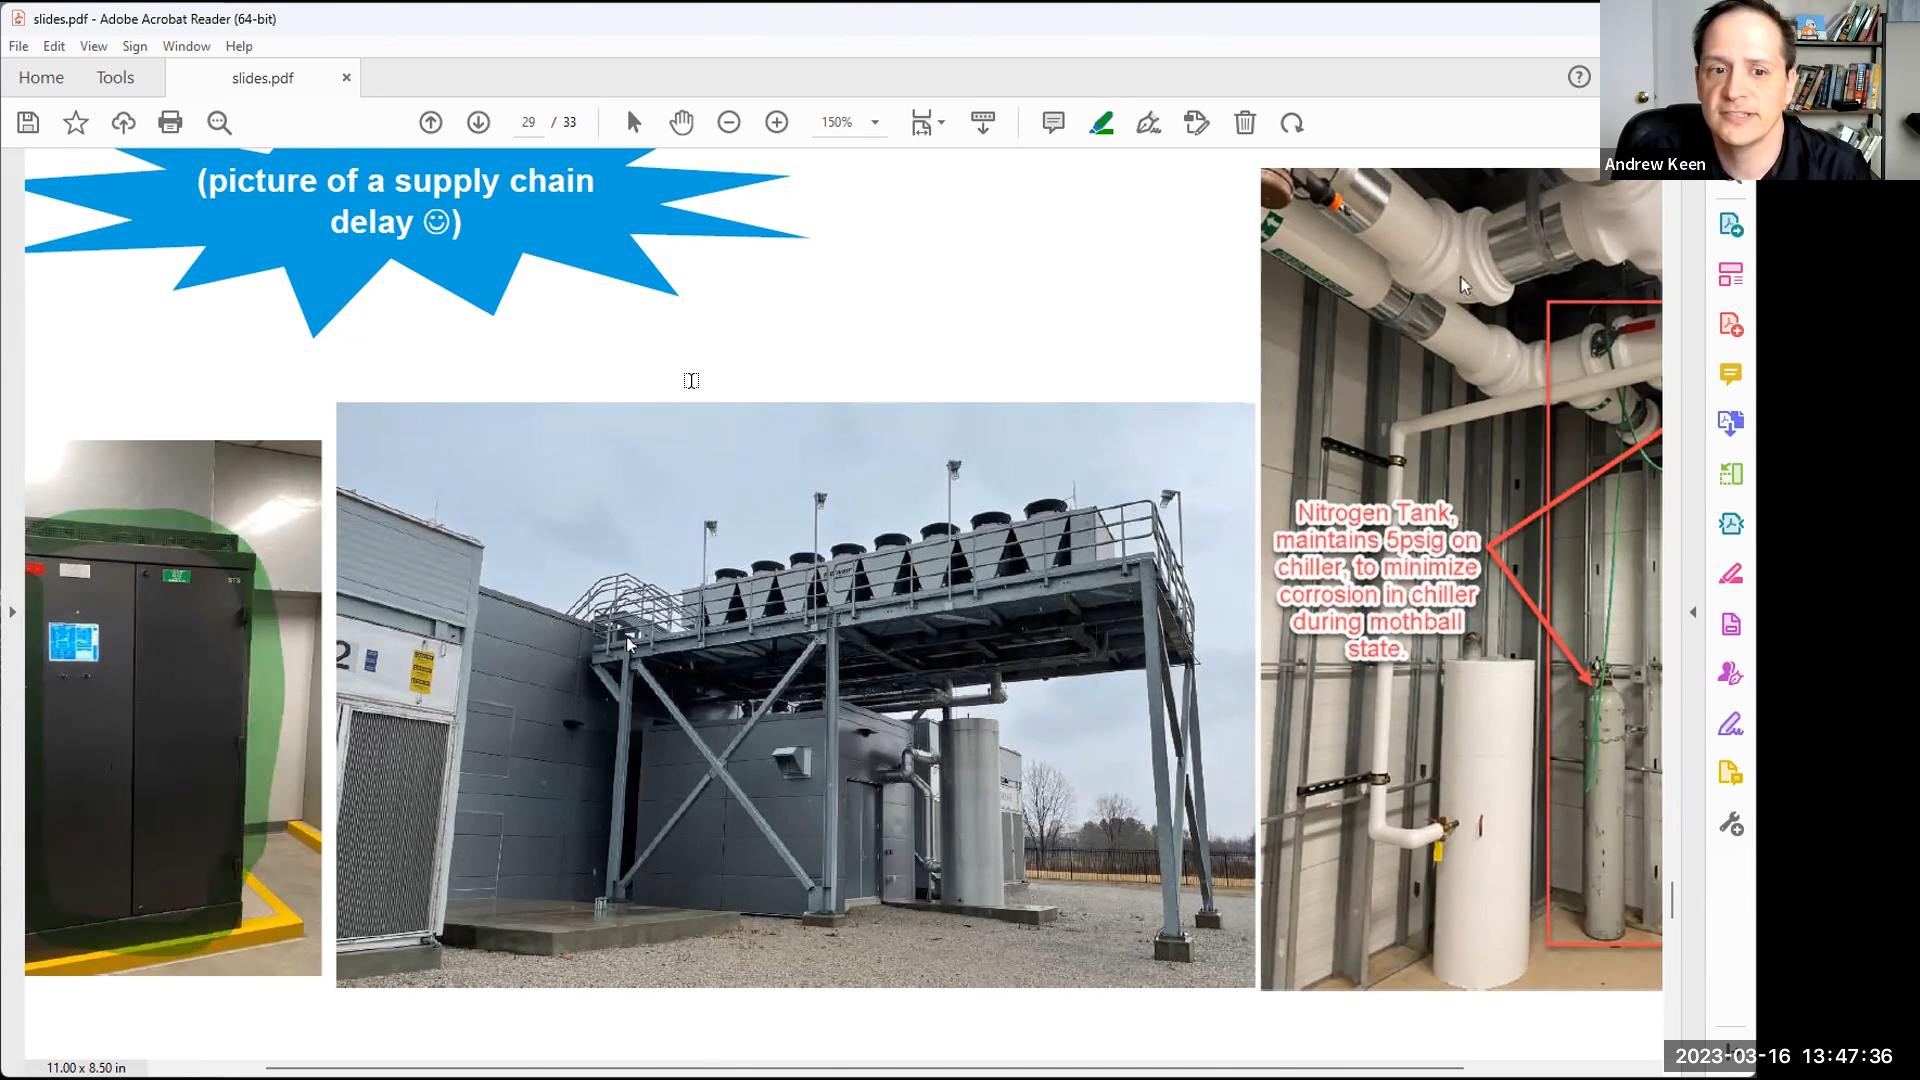 slides.pdf - Adobe Acrobat Reader (64-bit)
File Edit View Sign Window Help
Home Tools slides.pdf ×
29 / 33 150%
Andrew Keen
(picture of a supply chain
delay ☺)
STS
2
Nitrogen Tank,
maintains 5psig on
chiller, to minimize
corrosion in chiller
during mothball
state.
11.00 x 8.50 in
2023-03-16 13:47:36